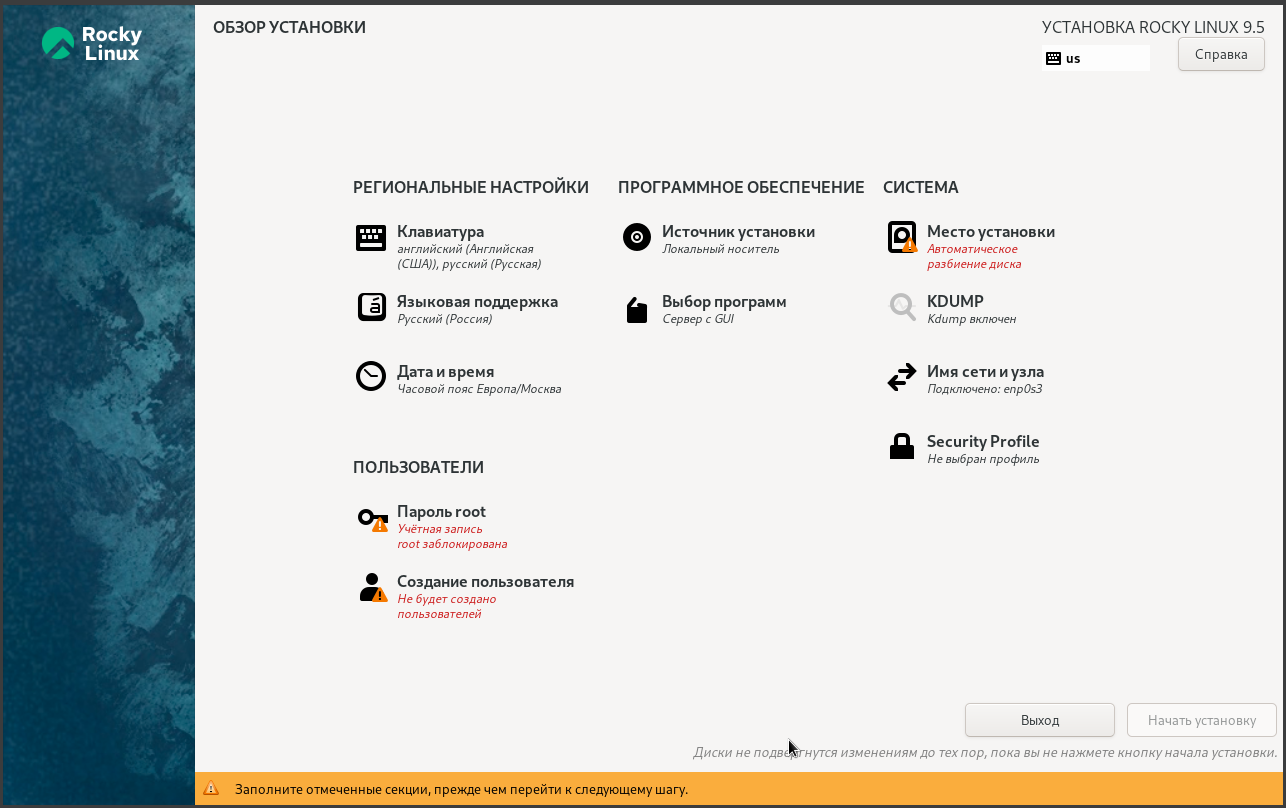 Rocky
Linux
ОБЗОР УСТАНОВКИ
УСТАНОВКА ROCKY LINUX 9.5
us
Справка
РЕГИОНАЛЬНЫЕ НАСТРОЙКИ
Клавиатура
английский (Английская
(США)), русский (Русская)
Языковая поддержка
Русский (Россия)
Дата и время
Часовой пояс Европа/Москва
ПРОГРАММНОЕ ОБЕСПЕЧЕНИЕ
Источник установки
Локальный носитель
Выбор программ
Сервер с GUI
СИСТЕМА
Место установки
Автоматическое
разбиение диска
KDUMP
Kdump включен
Имя сети и узла
Подключено: enp0s3
Security Profile
Не выбран профиль
ПОЛЬЗОВАТЕЛИ
Пароль root
Учётная запись
root заблокирована
Создание пользователя
Не будет создано
пользователей
Выход
Начать установку
Диски не подвергнутся изменениям до тех пор, пока вы не нажмете кнопку начала установки.
Заполните отмеченные секции, прежде чем перейти к следующему шагу.